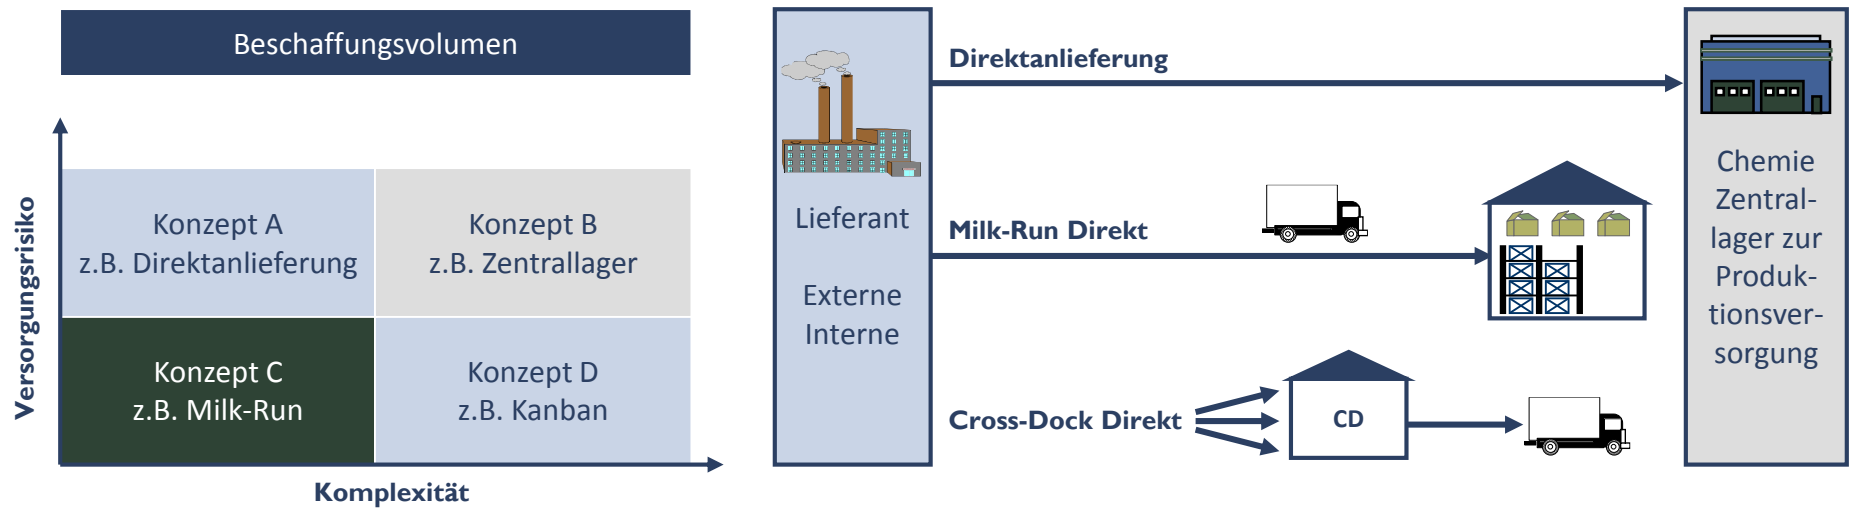 Beschaffungsvolumen
Versorgungsrisiko
Konzept A
z.B. Direktanlieferung
Konzept B
z.B. Zentrallager
Konzept C
z.B. Milk-Run
Konzept D
z.B. Kanban
Komplexität
Lieferant
Externe
Interne
Direktanlieferung
Milk-Run Direkt
Cross-Dock Direkt
CD
Chemie
Zentral-
lager zur
Produk-
tionsver-
sorgung